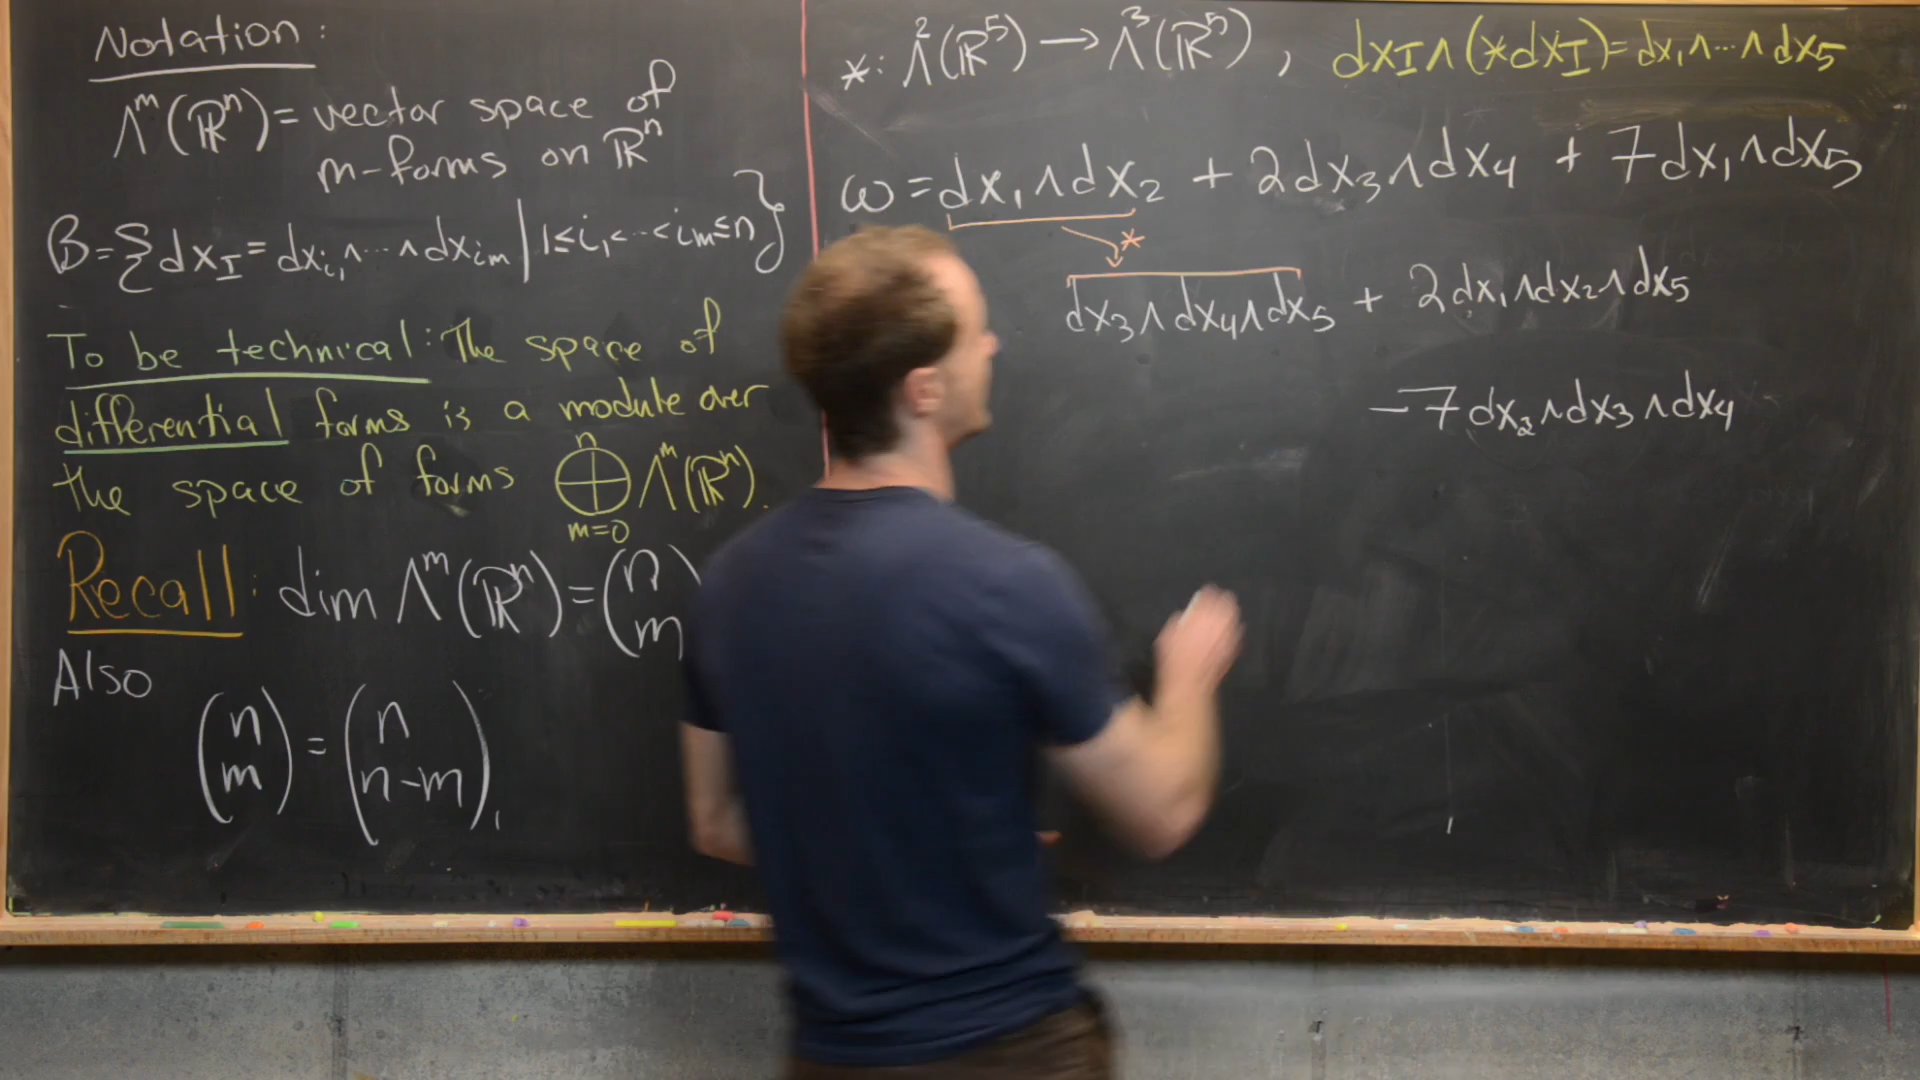 Notation:
Λ^m(ℝ^n) = vector space of
m-forms on ℝ^n
B = {dx_I = dx_{i_1} ∧ ⋯ ∧ dx_{i_m} | 1 ≤ i_1 < ⋯ < i_m ≤ n}
To be technical: The space of
differential forms is a module over
the space of forms ⊕_{m=0}^{n} Λ^m(ℝ^n).
Recall: dim Λ^m(ℝ^n) = (n m
Also
(n m) = (n n-m),
*: Λ^2(ℝ^5) → Λ^3(ℝ^5), dx_I ∧ (*dx_I) = dx_1 ∧ ⋯ ∧ dx_5
ω = dx_1 ∧ dx_2 + 2dx_3 ∧ dx_4 + 7dx_1 ∧ dx_5
*
dx_3 ∧ dx_4 ∧ dx_5 + 2dx_1 ∧ dx_2 ∧ dx_5
-7dx_2 ∧ dx_3 ∧ dx_4